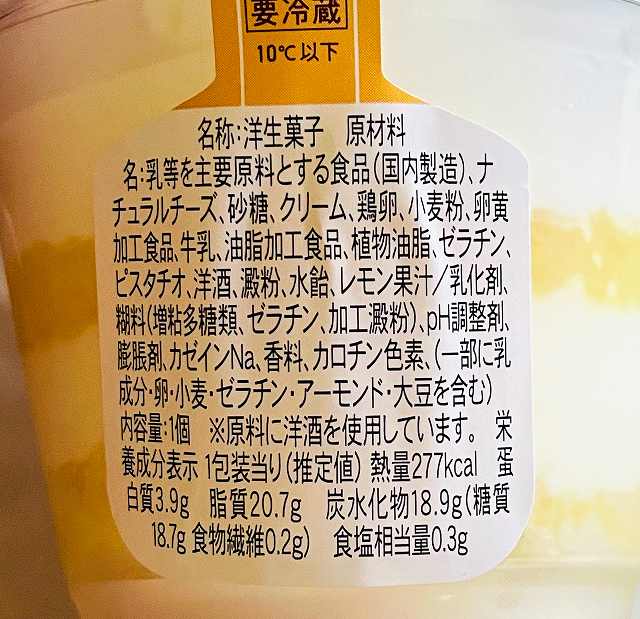 要冷蔵
10℃以下
名称:洋生菓子　原材料
名:乳等を主要原料とする食品(国内製造)、ナ
チュラルチーズ、砂糖、クリーム、鶏卵、小麦粉、卵黄
加工食品、牛乳、油脂加工食品、植物油脂、ゼラチン、
ピスタチオ、洋酒、澱粉、水飴、レモン果汁/乳化剤、
糊料(増粘多糖類、ゼラチン、加工澱粉)、pH調整剤、
膨脹剤、カゼインNa、香料、カロチン色素、(一部に乳
成分・卵・小麦・ゼラチン・アーモンド・大豆を含む)
内容量:1個　※原料に洋酒を使用しています。　栄
養成分表示 1包装当り(推定値) 熱量277kcal　蛋
白質3.9g　脂質20.7g　炭水化物18.9g(糖質
18.7g 食物繊維0.2g)　食塩相当量0.3g